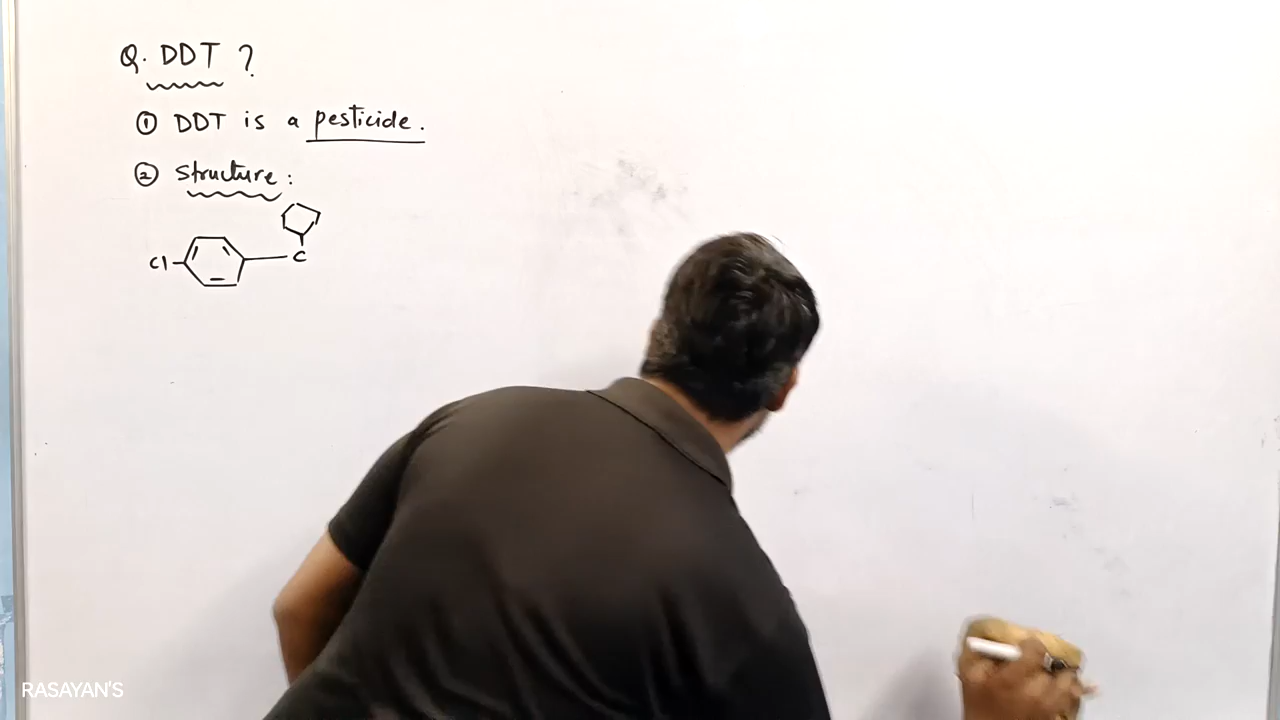 Q. DDT ?
① DDT is a pesticide.
② Structure :
Cl C
RASAYAN'S